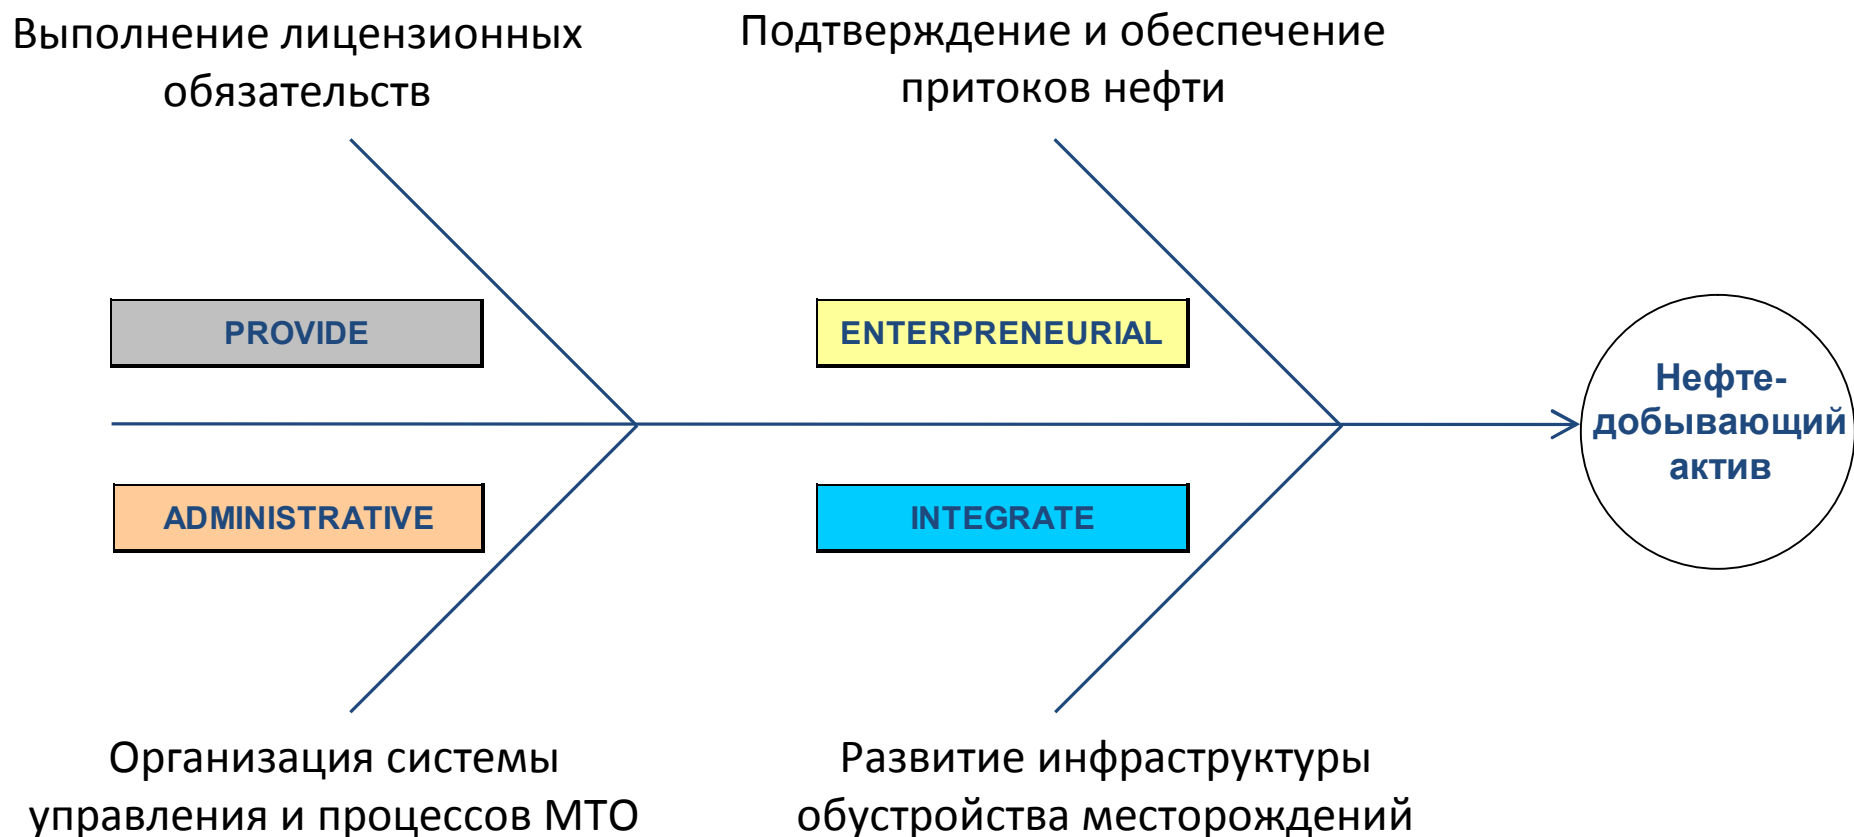 Выполнение лицензионных
обязательств
Подтверждение и обеспечение
притоков нефти
PROVIDE
ENTERPRENEURIAL
Нефте-
добывающий
актив
ADMINISTRATIVE
INTEGRATE
Организация системы
управления и процессов МТО
Развитие инфраструктуры
обустройства месторождений